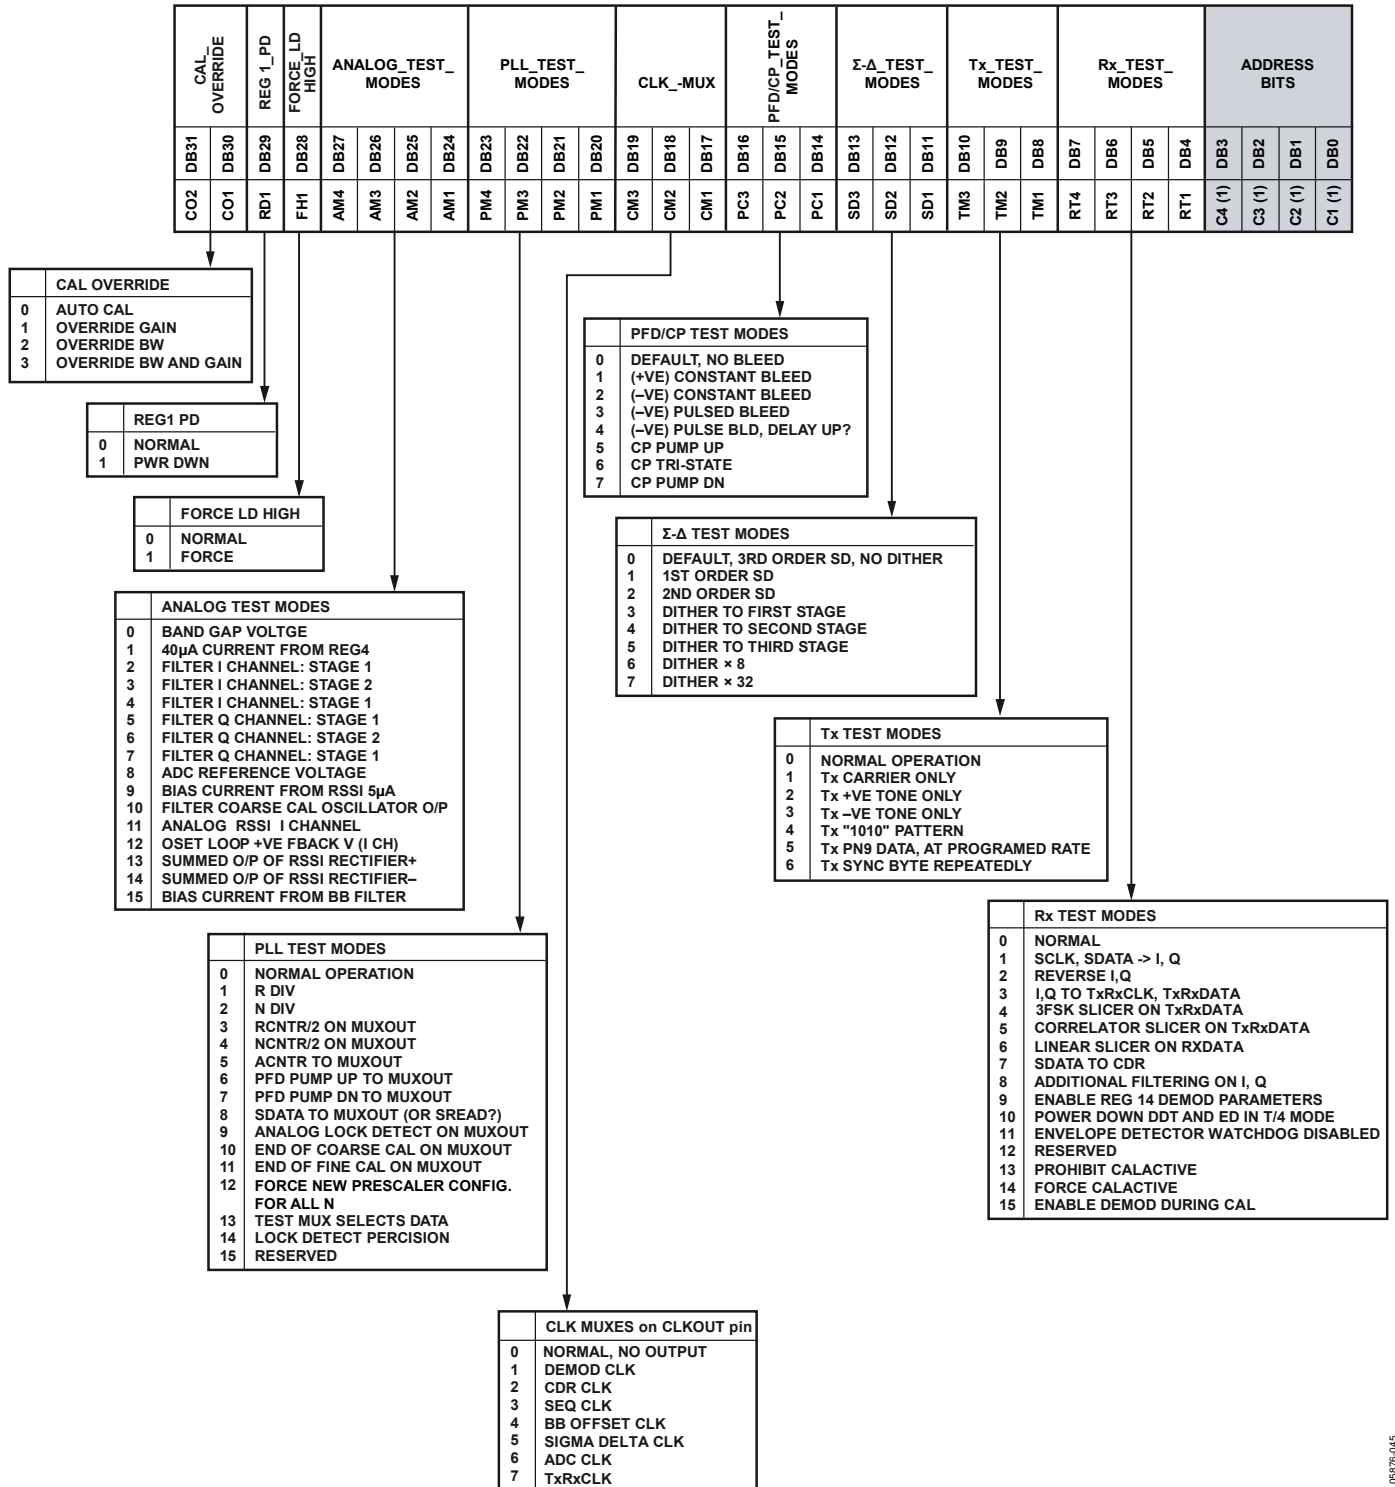 CAL_
OVERRIDE
REG 1_PD
FORCE_LD
HIGH
ANALOG_TEST_
MODES
PLL_TEST_
MODES
CLK_-MUX
PFD/CP_TEST_
MODES
Σ-Δ_TEST_
MODES
Tx_TEST_
MODES
Rx_TEST_
MODES
ADDRESS
BITS
DB31 DB30 DB29 DB28 DB27 DB26 DB25 DB24 DB23 DB22 DB21 DB20 DB19 DB18 DB17 DB16 DB15 DB14 DB13 DB12 DB11 DB10 DB9 DB8 DB7 DB6 DB5 DB4 DB3 DB2 DB1 DB0
CO2 CO1 RD1 FH1 AM4 AM3 AM2 AM1 PM4 PM3 PM2 PM1 CM3 CM2 CM1 PC3 PC2 PC1 SD3 SD2 SD1 TM3 TM2 TM1 RT4 RT3 RT2 RT1 C4 (1) C3 (1) C2 (1) C1 (1)
CAL OVERRIDE
0 AUTO CAL
1 OVERRIDE GAIN
2 OVERRIDE BW
3 OVERRIDE BW AND GAIN
REG1 PD
0 NORMAL
1 PWR DWN
FORCE LD HIGH
0 NORMAL
1 FORCE
ANALOG TEST MODES
0 BAND GAP VOLTGE
1 40µA CURRENT FROM REG4
2 FILTER I CHANNEL: STAGE 1
3 FILTER I CHANNEL: STAGE 2
4 FILTER I CHANNEL: STAGE 1
5 FILTER Q CHANNEL: STAGE 1
6 FILTER Q CHANNEL: STAGE 2
7 FILTER Q CHANNEL: STAGE 1
8 ADC REFERENCE VOLTAGE
9 BIAS CURRENT FROM RSSI 5µA
10 FILTER COARSE CAL OSCILLATOR O/P
11 ANALOG RSSI I CHANNEL
12 OSET LOOP +VE FBACK V (I CH)
13 SUMMED O/P OF RSSI RECTIFIER+
14 SUMMED O/P OF RSSI RECTIFIER–
15 BIAS CURRENT FROM BB FILTER
PLL TEST MODES
0 NORMAL OPERATION
1 R DIV
2 N DIV
3 RCNTR/2 ON MUXOUT
4 NCNTR/2 ON MUXOUT
5 ACNTR TO MUXOUT
6 PFD PUMP UP TO MUXOUT
7 PFD PUMP DN TO MUXOUT
8 SDATA TO MUXOUT (OR SREAD?)
9 ANALOG LOCK DETECT ON MUXOUT
10 END OF COARSE CAL ON MUXOUT
11 END OF FINE CAL ON MUXOUT
12 FORCE NEW PRESCALER CONFIG.
FOR ALL N
13 TEST MUX SELECTS DATA
14 LOCK DETECT PERCISION
15 RESERVED
CLK MUXES on CLKOUT pin
0 NORMAL, NO OUTPUT
1 DEMOD CLK
2 CDR CLK
3 SEQ CLK
4 BB OFFSET CLK
5 SIGMA DELTA CLK
6 ADC CLK
7 TxRxCLK
PFD/CP TEST MODES
0 DEFAULT, NO BLEED
1 (+VE) CONSTANT BLEED
2 (–VE) CONSTANT BLEED
3 (–VE) PULSED BLEED
4 (–VE) PULSE BLD, DELAY UP?
5 CP PUMP UP
6 CP TRI-STATE
7 CP PUMP DN
Σ-Δ TEST MODES
0 DEFAULT, 3RD ORDER SD, NO DITHER
1 1ST ORDER SD
2 2ND ORDER SD
3 DITHER TO FIRST STAGE
4 DITHER TO SECOND STAGE
5 DITHER TO THIRD STAGE
6 DITHER × 8
7 DITHER × 32
Tx TEST MODES
0 NORMAL OPERATION
1 Tx CARRIER ONLY
2 Tx +VE TONE ONLY
3 Tx –VE TONE ONLY
4 Tx "1010" PATTERN
5 Tx PN9 DATA, AT PROGRAMED RATE
6 Tx SYNC BYTE REPEATEDLY
Rx TEST MODES
0 NORMAL
1 SCLK, SDATA -> I, Q
2 REVERSE I,Q
3 I,Q TO TxRxCLK, TxRxDATA
4 3FSK SLICER ON TxRxDATA
5 CORRELATOR SLICER ON TxRxDATA
6 LINEAR SLICER ON RXDATA
7 SDATA TO CDR
8 ADDITIONAL FILTERING ON I, Q
9 ENABLE REG 14 DEMOD PARAMETERS
10 POWER DOWN DDT AND ED IN T/4 MODE
11 ENVELOPE DETECTOR WATCHDOG DISABLED
12 RESERVED
13 PROHIBIT CALACTIVE
14 FORCE CALACTIVE
15 ENABLE DEMOD DURING CAL
05876-045